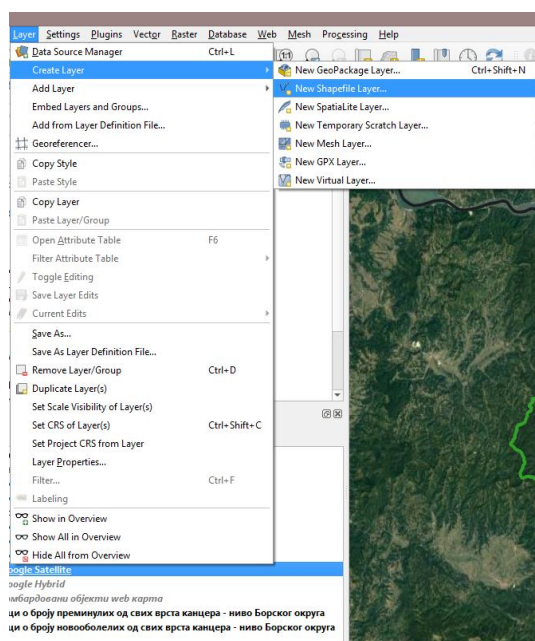 Layer Settings Plugins Vector Raster Database Web Mesh Processing Help
Data Source Manager Ctrl+L
Create Layer
Add Layer
Embed Layers and Groups...
Add from Layer Definition File...
Georeferencer...
Copy Style
Paste Style
Copy Layer
Paste Layer/Group
Open Attribute Table F6
Filter Attribute Table
Toggle Editing
Save Layer Edits
Current Edits
Save As...
Save As Layer Definition File...
Remove Layer/Group Ctrl+D
Duplicate Layer(s)
Set Scale Visibility of Layer(s)
Set CRS of Layer(s) Ctrl+Shift+C
Set Project CRS from Layer
Layer Properties...
Filter... Ctrl+F
Labeling
Show in Overview
Show All in Overview
Hide All from Overview
New GeoPackage Layer... Ctrl+Shift+N
New Shapefile Layer...
New SpatiaLite Layer...
New Temporary Scratch Layer...
New Mesh Layer...
New GPX Layer...
New Virtual Layer...
oogle Satellite
oogle Hybrid
омбардовани објекти web карта
ци о броју преминулих од свих врста канцера - ниво Борског округа
ци о броју новооболелих од свих врста канцера - ниво Борског округа